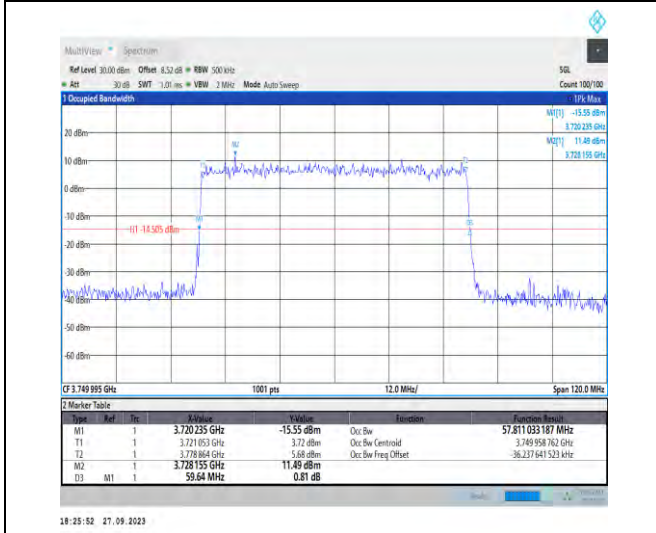 MultiView Spectrum
Ref Level 30.00 dBm Offset 8.52 dB RBW 500 kHz SGL
Att 30 dB SWT 1.01 ms VBW 2 MHz Mode Auto Sweep Count 100/100
1 Occupied Bandwidth 1Pk Max
M1[1] -15.55 dBm
3.720 235 GHz
M2[1] 11.49 dBm
3.728 155 GHz
20 dBm
M2
10 dBm
T1 T2
0 dBm
-10 dBm
M1 D3
H1 -14.505 dBm
-20 dBm
-30 dBm
-40 dBm
-50 dBm
-60 dBm
CF 3.749 995 GHz 1001 pts 12.0 MHz/ Span 120.0 MHz
2 Marker Table
Type Ref Trc X-Value Y-Value Function Function Result
M1 1 3.720 235 GHz -15.55 dBm Occ Bw 57.811 033 187 MHz
T1 1 3.721 053 GHz 3.72 dBm Occ Bw Centroid 3.749 958 762 GHz
T2 1 3.778 864 GHz 5.68 dBm Occ Bw Freq Offset -36.237 641 523 kHz
M2 1 3.728 155 GHz 11.49 dBm
D3 M1 1 59.64 MHz 0.81 dB
18:25:52 27.09.2023